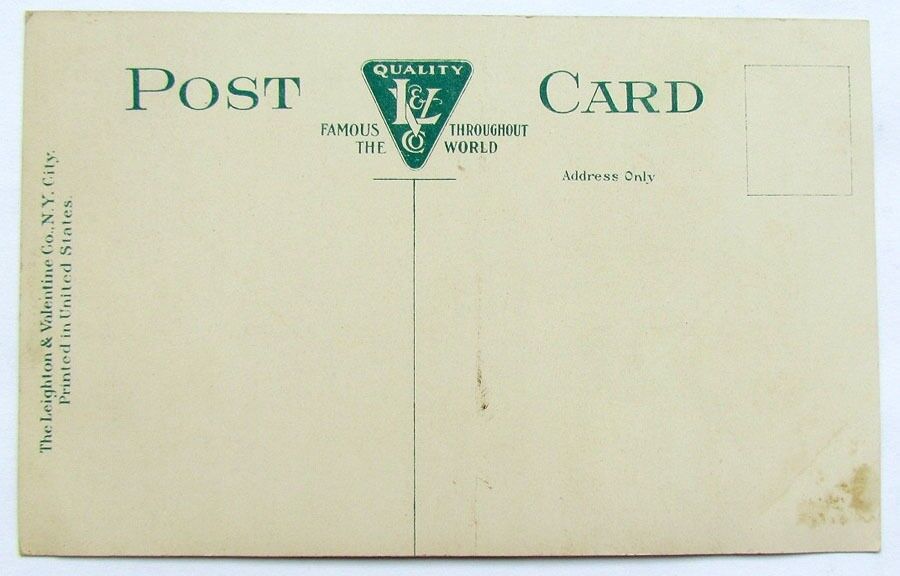 POST CARD
QUALITY
L&V
CO
FAMOUS THROUGHOUT
THE WORLD
Address Only
The Leighton & Valentine Co., N.Y. City.
Printed in United States.